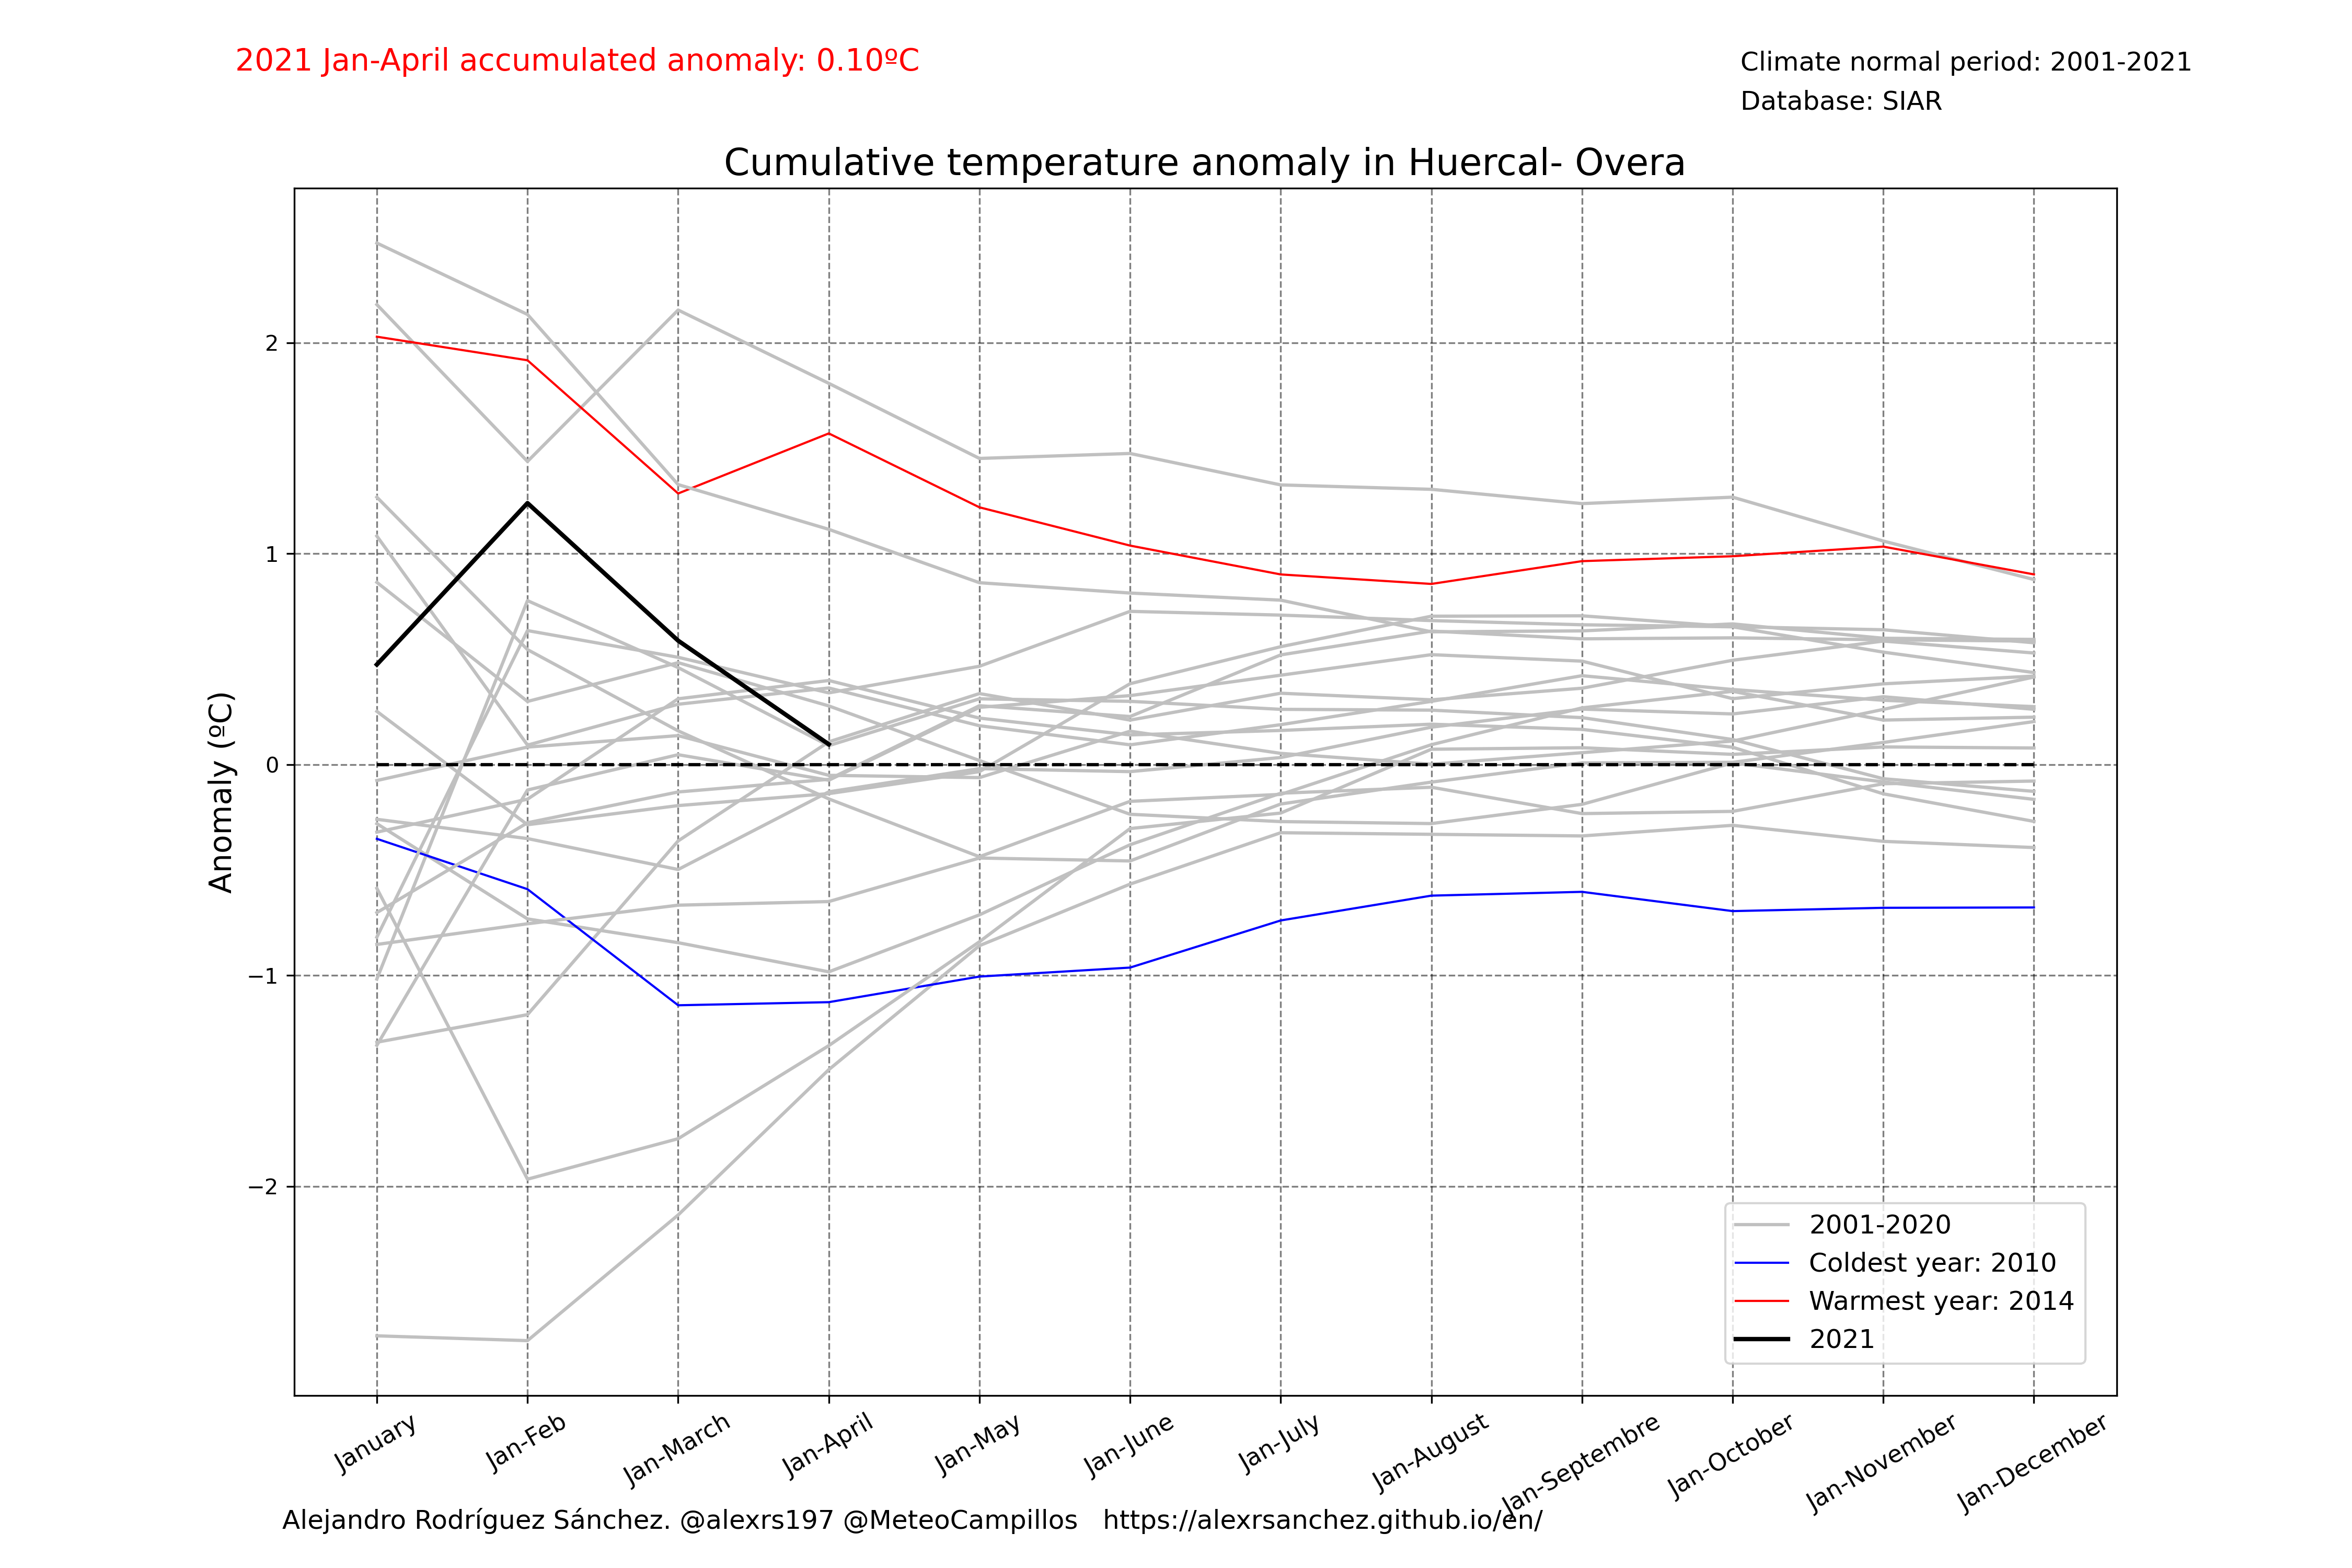 2021 Jan-April accumulated anomaly: 0.10ºC
Climate normal period: 2001-2021
Database: SIAR
Cumulative temperature anomaly in Huercal- Overa
Anomaly (ºC)
2
1
0
−1
−2
2001-2020
Coldest year: 2010
Warmest year: 2014
2021
January
Jan-Feb
Jan-March
Jan-April
Jan-May
Jan-June
Jan-July
Jan-August
Jan-Septembre
Jan-October
Jan-November
Jan-December
Alejandro Rodríguez Sánchez. @alexrs197 @MeteoCampillos   https://alexrsanchez.github.io/en/